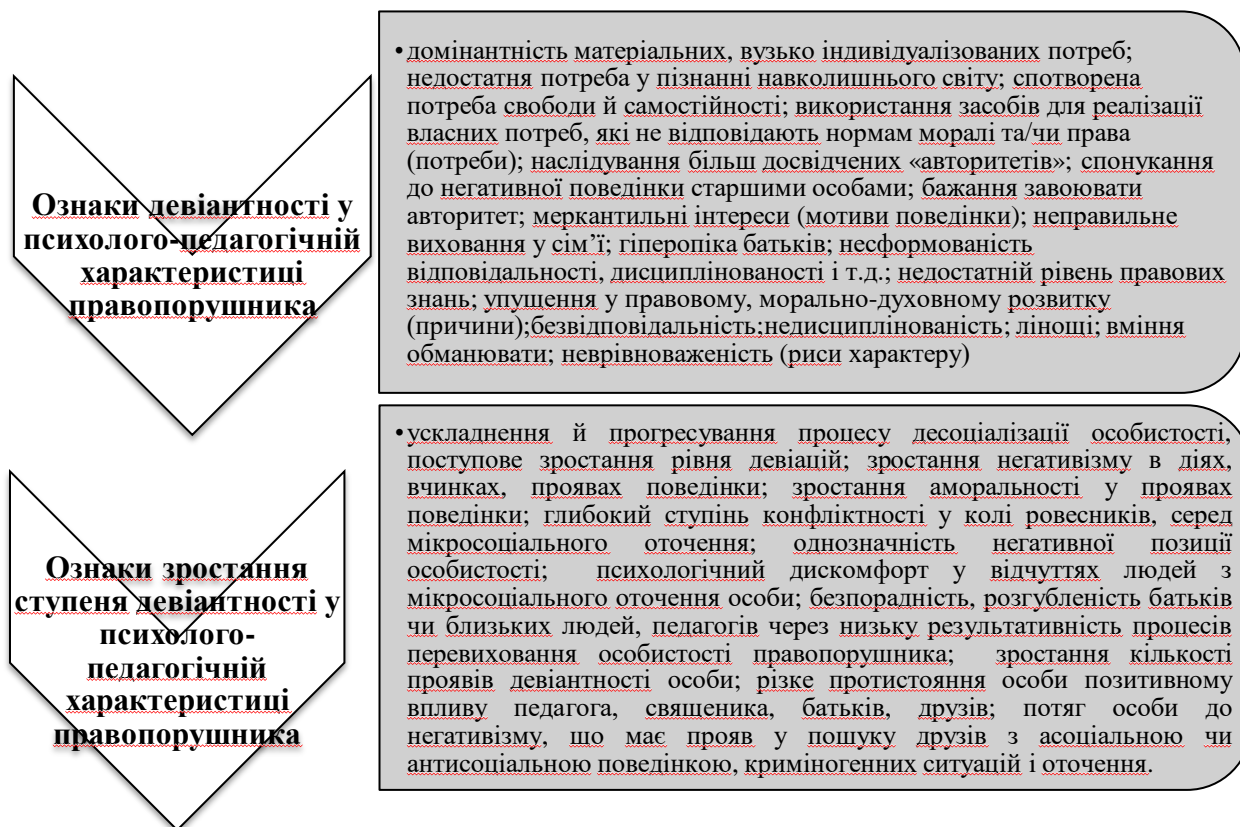 Ознаки девіантності у
психолого-педагогічній
характеристиці
правопорушника
•домінантність матеріальних, вузько індивідуалізованих потреб;
недостатня потреба у пізнанні навколишнього світу; спотворена
потреба свободи й самостійності; використання засобів для реалізації
власних потреб, які не відповідають нормам моралі та/чи права
(потреби); наслідування більш досвідчених «авторитетів»; спонукання
до негативної поведінки старшими особами; бажання завоювати
авторитет; меркантильні інтереси (мотиви поведінки); неправильне
виховання у сім’ї; гіперопіка батьків; несформованість
відповідальності, дисциплінованості і т.д.; недостатній рівень правових
знань; упущення у правовому, морально-духовному розвитку
(причини);безвідповідальність;недисциплінованість; лінощі; вміння
обманювати; неврівноваженість (риси характеру)
Ознаки зростання
ступеня девіантності у
психолого-
педагогічній
характеристиці
правопорушника
•ускладнення й прогресування процесу десоціалізації особистості,
поступове зростання рівня девіацій; зростання негативізму в діях,
вчинках, проявах поведінки; зростання аморальності у проявах
поведінки; глибокий ступінь конфліктності у колі ровесників, серед
мікросоціального оточення; однозначність негативної позиції
особистості; психологічний дискомфорт у відчуттях людей з
мікросоціального оточення особи; безпорадність, розгубленість батьків
чи близьких людей, педагогів через низьку результативність процесів
перевиховання особистості правопорушника; зростання кількості
проявів девіантності особи; різке протистояння особи позитивному
впливу педагога, священика, батьків, друзів; потяг особи до
негативізму, що має прояв у пошуку друзів з асоціальною чи
антисоціальною поведінкою, криміногенних ситуацій і оточення.